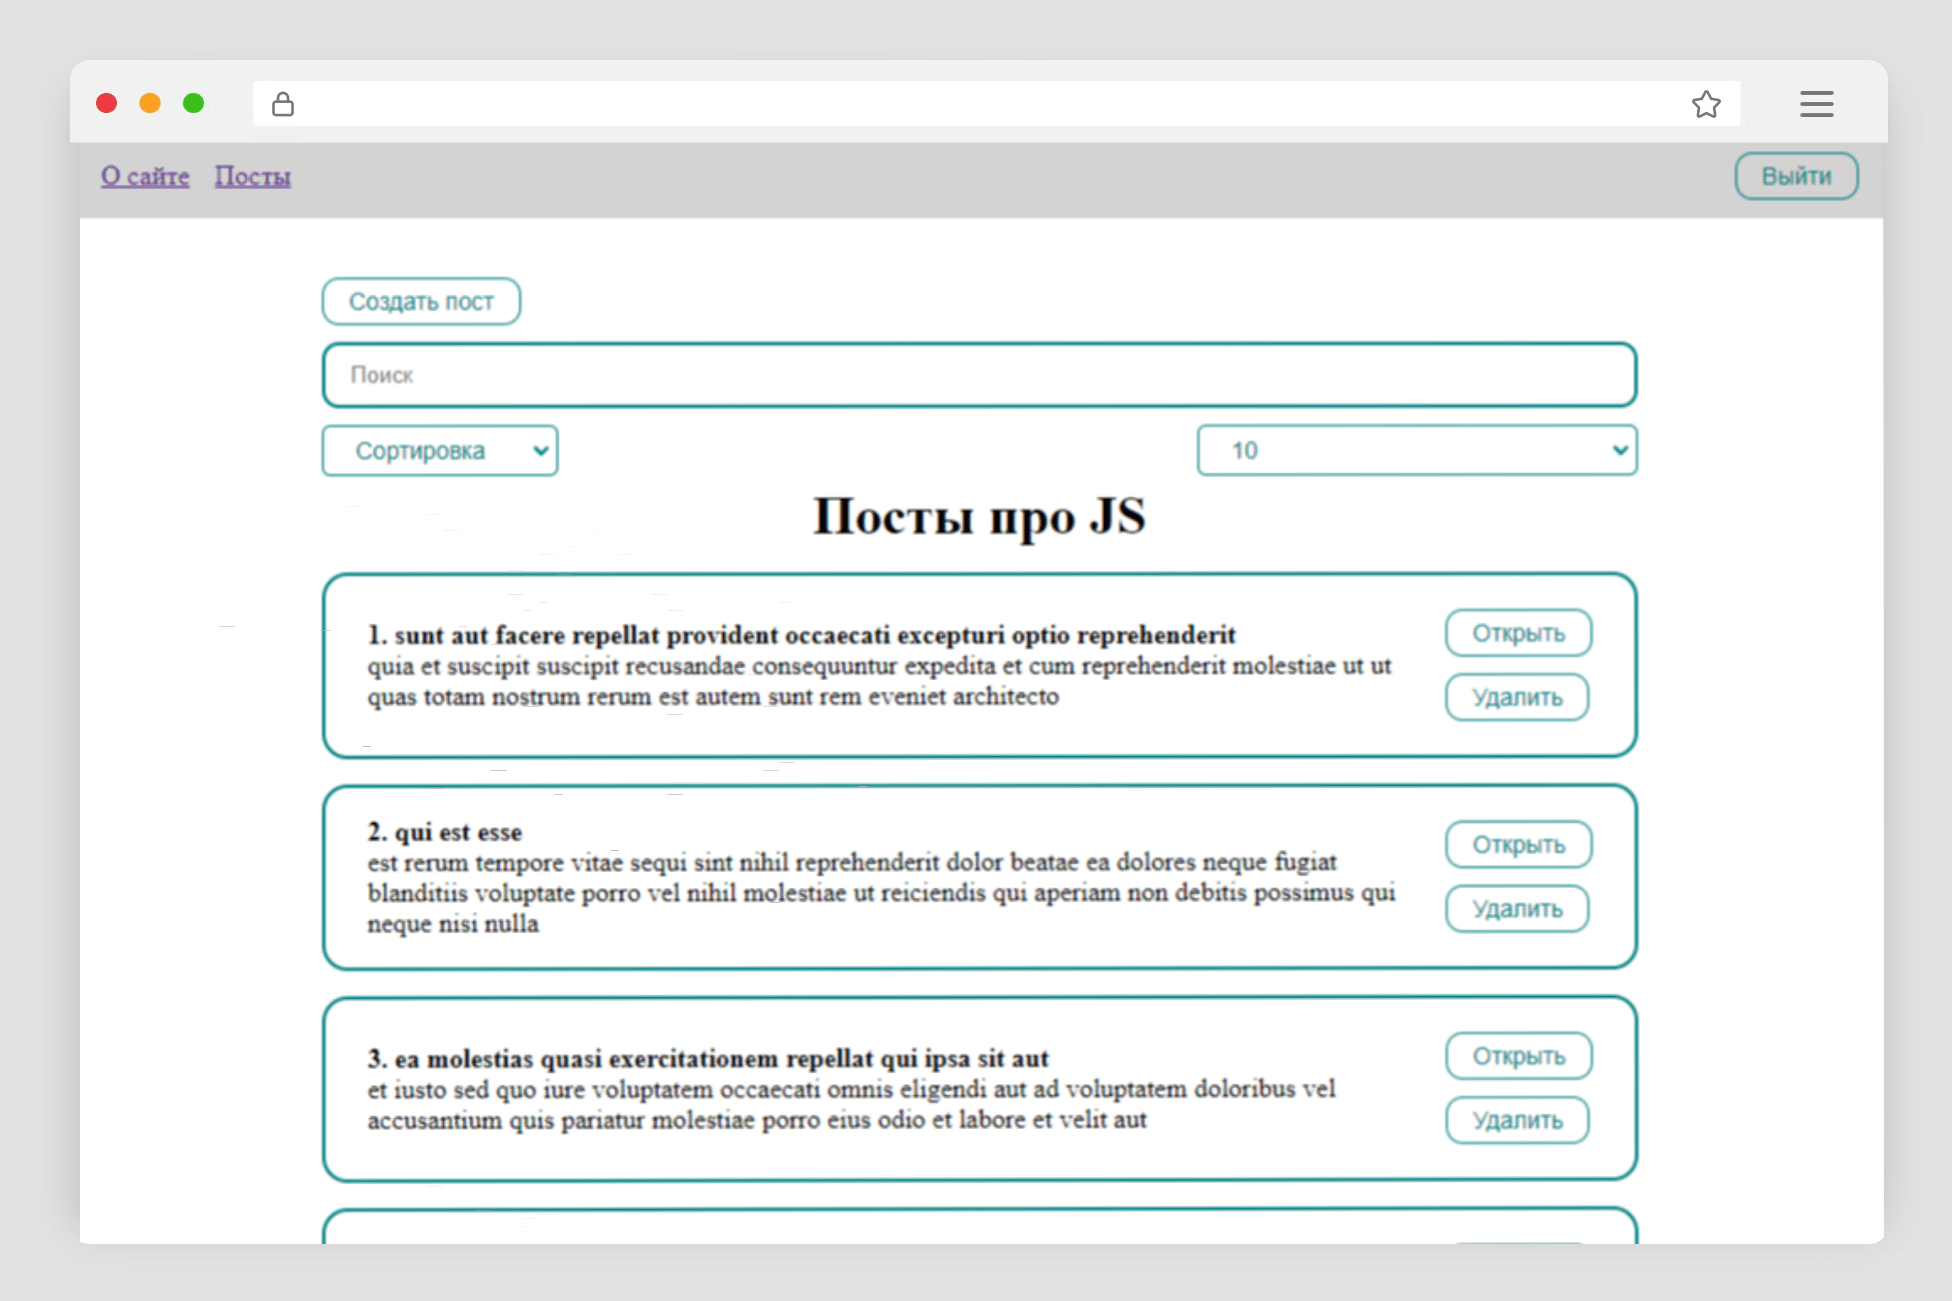 О сайте Посты Выйти
Создать пост
Поиск
Сортировка 10
Посты про JS
1. sunt aut facere repellat provident occaecati excepturi optio reprehenderit
quia et suscipit suscipit recusandae consequuntur expedita et cum reprehenderit molestiae ut ut
quas totam nostrum rerum est autem sunt rem eveniet architecto
Открыть
Удалить
2. qui est esse
est rerum tempore vitae sequi sint nihil reprehenderit dolor beatae ea dolores neque fugiat
blanditiis voluptate porro vel nihil molestiae ut reiciendis qui aperiam non debitis possimus qui
neque nisi nulla
Открыть
Удалить
3. ea molestias quasi exercitationem repellat qui ipsa sit aut
et iusto sed quo iure voluptatem occaecati omnis eligendi aut ad voluptatem doloribus vel
accusantium quis pariatur molestiae porro eius odio et labore et velit aut
Открыть
Удалить